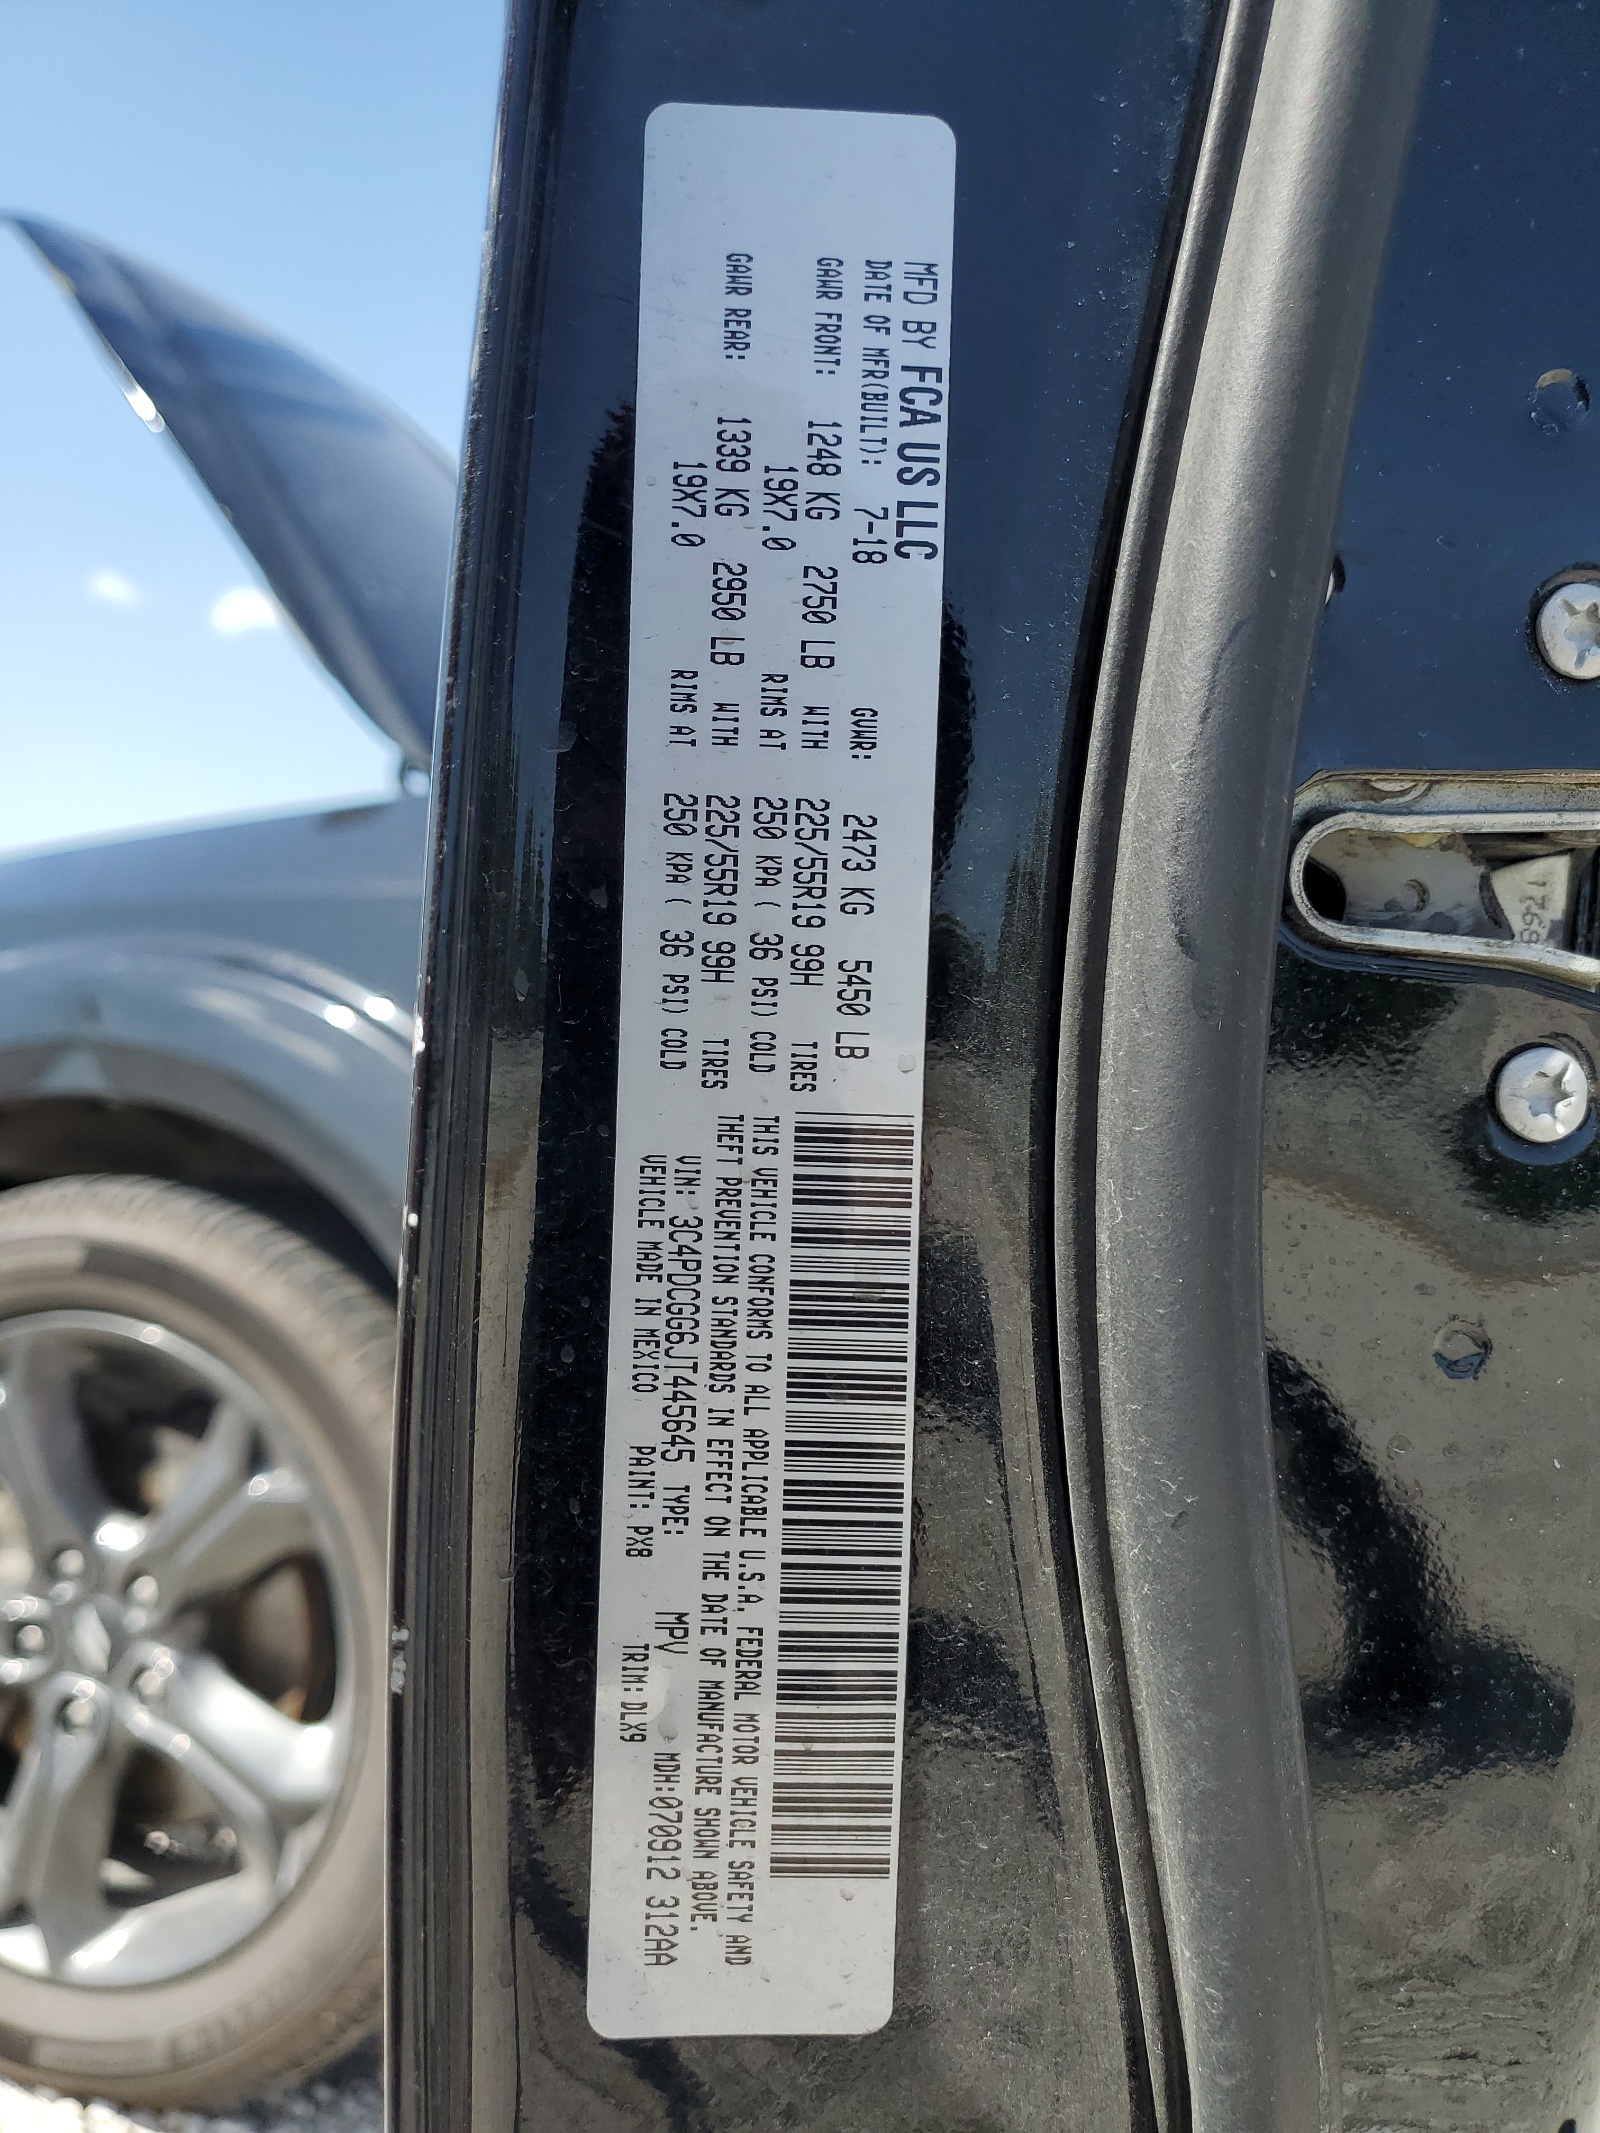 MFD BY FCA US LLC
DATE OF MFR(BUILT): 7-18 GVWR: 2473 KG 5450 LB
GAWR FRONT: 1248 KG 2750 LB WITH 225/55R19 99H TIRES
19X7.0 RIMS AT 250 KPA ( 36 PSI) COLD
GAWR REAR: 1339 KG 2950 LB WITH 225/55R19 99H TIRES
19X7.0 RIMS AT 250 KPA ( 36 PSI) COLD
THIS VEHICLE CONFORMS TO ALL APPLICABLE U.S.A. FEDERAL MOTOR VEHICLE SAFETY AND
THEFT PREVENTION STANDARDS IN EFFECT ON THE DATE OF MANUFACTURE SHOWN ABOVE.
VIN: 3C4PDCGG6JT445645 TYPE: MPV MDH:070912 312AA
VEHICLE MADE IN MEXICO PAINT: PX8 TRIM: DLX9